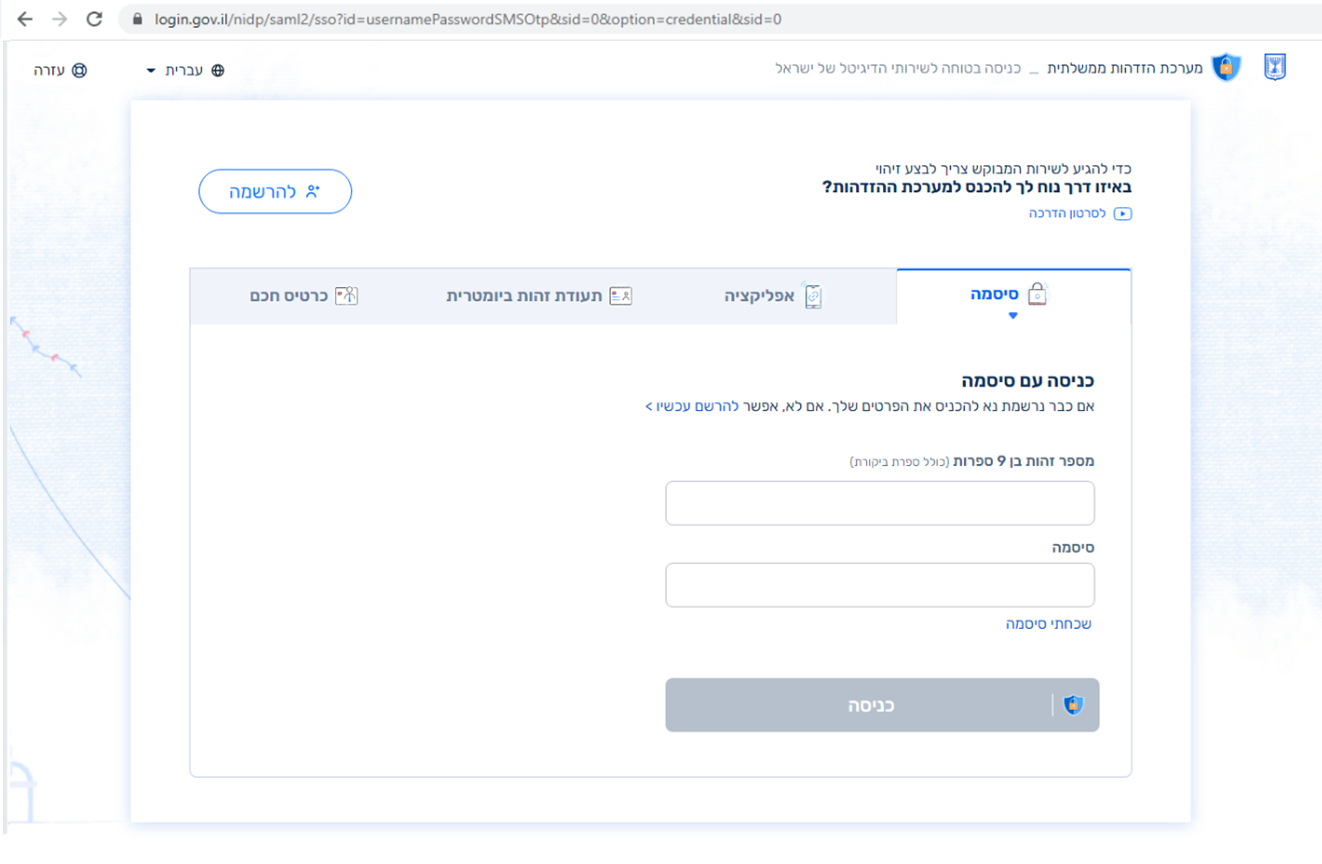 login.gov.il/nidp/saml2/sso?id=usernamePasswordSMSOtp&sid=0&option=credential&sid=0
מערכת הזדהות ממשלתית _ כניסה בטוחה לשירותי הדיגיטל של ישראל
עברית
עזרה
כדי להגיע לשירות המבוקש צריך לבצע זיהוי
באיזו דרך נוח לך להכנס למערכת ההזדהות?
לסרטון הדרכה
להרשמה
סיסמה
אפליקציה
תעודת זהות ביומטרית
כרטיס חכם
כניסה עם סיסמה
אם כבר נרשמת נא להכניס את הפרטים שלך. אם לא, אפשר להרשם עכשיו >
מספר זהות בן 9 ספרות (כולל ספרת ביקורת)
סיסמה
שכחתי סיסמה
כניסה